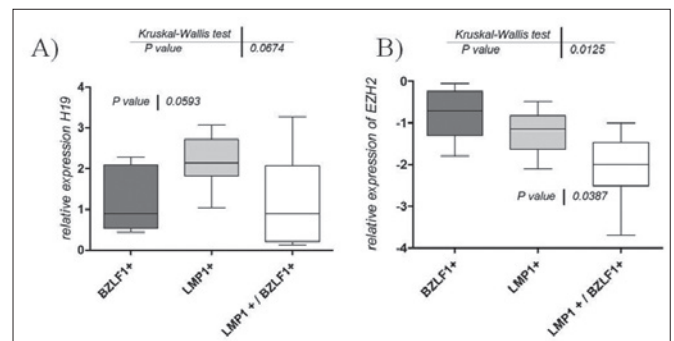 A)
Kruskal-Wallis test
P value 0.0674
P value 0.0593
relative expression H19
4
3
2
1
0
BZLF1+
LMP1+
LMP1 + / BZLF1+
B)
Kruskal-Wallis test
P value 0.0125
relative expression of EZH2
0
-1
-2
-3
-4
P value 0.0387
BZLF1+
LMP1+
LMP1 + / BZLF1+